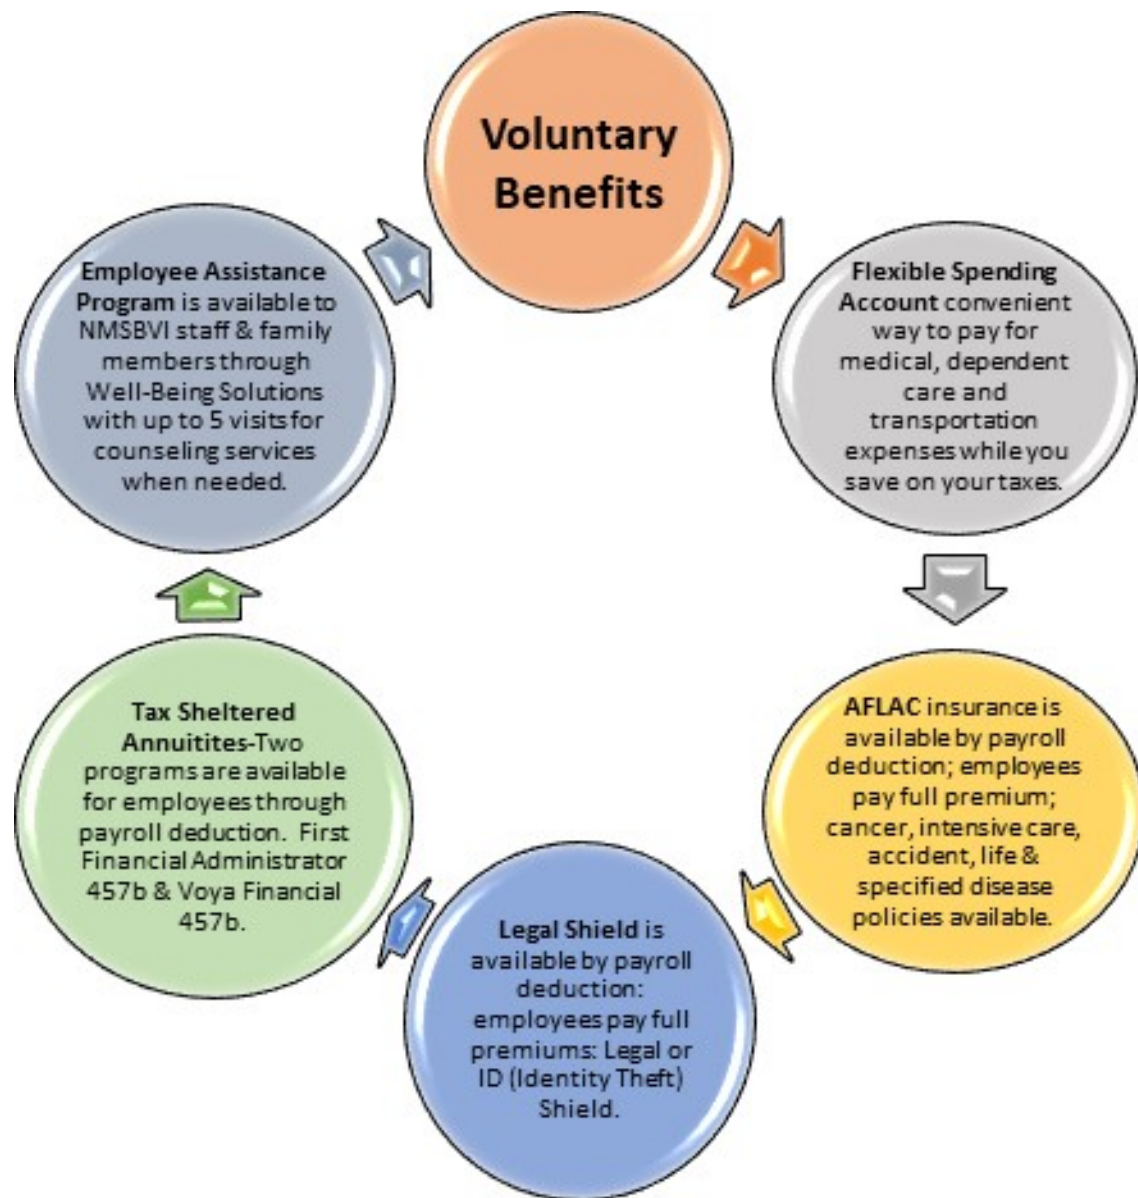 Voluntary
Benefits
Flexible Spending
Account convenient
way to pay for
medical, dependent
care and
transportation
expenses while you
save on your taxes.
AFLAC insurance is
available by payroll
deduction; employees
pay full premium;
cancer, intensive care,
accident, life &
specified disease
policies available.
Legal Shield is
available by payroll
deduction:
employees pay full
premiums: Legal or
ID (Identity Theft)
Shield.
Tax Sheltered
Annuitites-Two
programs are available
for employees through
payroll deduction. First
Financial Administrator
457b & Voya Financial
457b.
Employee Assistance
Program is available to
NMSBVI staff & family
members through
Well-Being Solutions
with up to 5 visits for
counseling services
when needed.